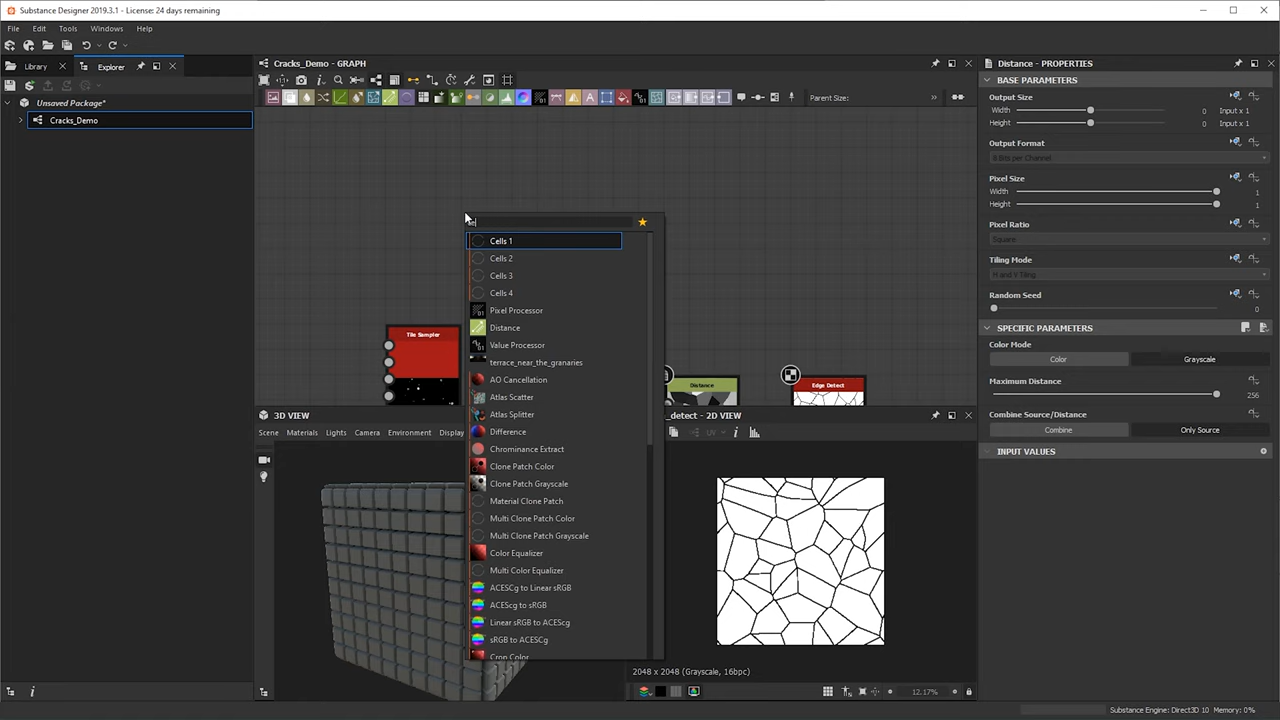 Substance Designer 2019.3.1 - License: 24 days remaining
File Edit Tools Windows Help
Library Explorer
Unsaved Package*
Cracks_Demo
Cracks_Demo - GRAPH
Parent Size:
Cells 1
Cells 2
Cells 3
Cells 4
Pixel Processor
Distance
Value Processor
terrace_near_the_granaries
AO Cancellation
Atlas Scatter
Atlas Splitter
Difference
Chrominance Extract
Clone Patch Color
Clone Patch Grayscale
Material Clone Patch
Multi Clone Patch Color
Multi Clone Patch Grayscale
Color Equalizer
Multi Color Equalizer
ACESCg to Linear sRGB
ACEScg to sRGB
Linear sRGB to ACEScg
sRGB to ACESCg
Crop Color
Tile Sampler
Distance
Edge Detect
3D VIEW
Scene Materials Lights Camera Environment Display
_detect - 2D VIEW
UV
2048 x 2048 (Grayscale, 16bpc)
12.17%
Distance - PROPERTIES
BASE PARAMETERS
Output Size
Width 0 Input x 1
Height 0 Input x 1
Output Format
8 Bits per Channel
Pixel Size
Width 1
Height 1
Pixel Ratio
Square
Tiling Mode
H and V Tiling
Random Seed
0
SPECIFIC PARAMETERS
Color Mode
Color Grayscale
Maximum Distance
256
Combine Source/Distance
Combine Only Source
INPUT VALUES
Substance Engine: Direct3D 10 Memory: 0%